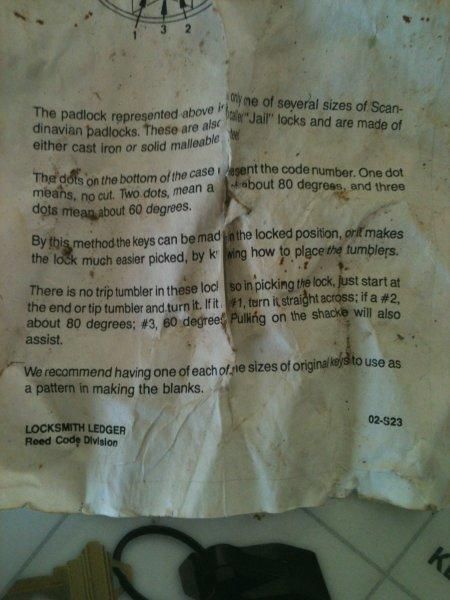 1 3 2
The padlock represented above is only one of several sizes of Scan-
dinavian padlocks. These are also "Jail" locks and are made of
either cast iron or solid malleable steel
The dots on the bottom of the case represent the code number. One dot
means, no cut. Two dots, mean a about 80 degrees, and three
dots mean about 60 degrees.
By this method the keys can be made in the locked position, or it makes
the lock much easier picked, by knowing how to place the tumblers.
There is no trip tumbler in these lock so in picking the lock, just start at
the end or tip tumbler and turn it. If it #1, turn it straight across; if a #2,
about 80 degrees; #3, 60 degrees. Pulling on the shacke will also
assist.
We recommend having one of each of the sizes of original keys to use as
a pattern in making the blanks.
LOCKSMITH LEDGER 02-S23
Reed Code Division